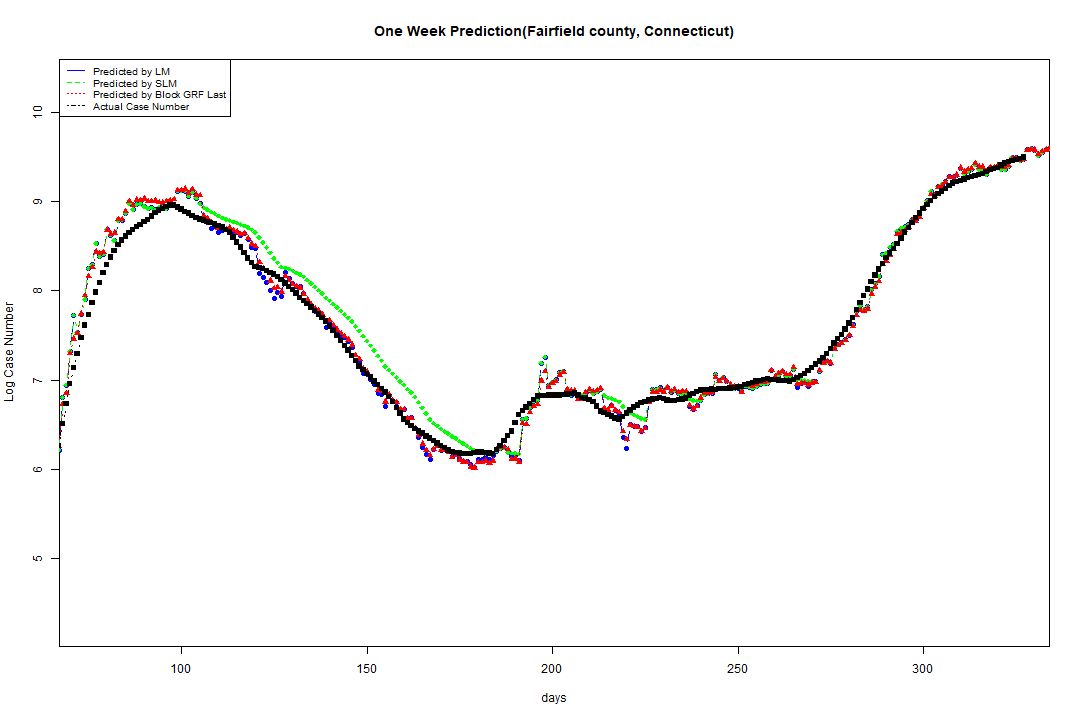 One Week Prediction(Fairfield county, Connecticut)
Predicted by LM
Predicted by SLM
Predicted by Block GRF Last
Actual Case Number
10
9
8
7
6
5
Log Case Number
100
150
200
250
300
days